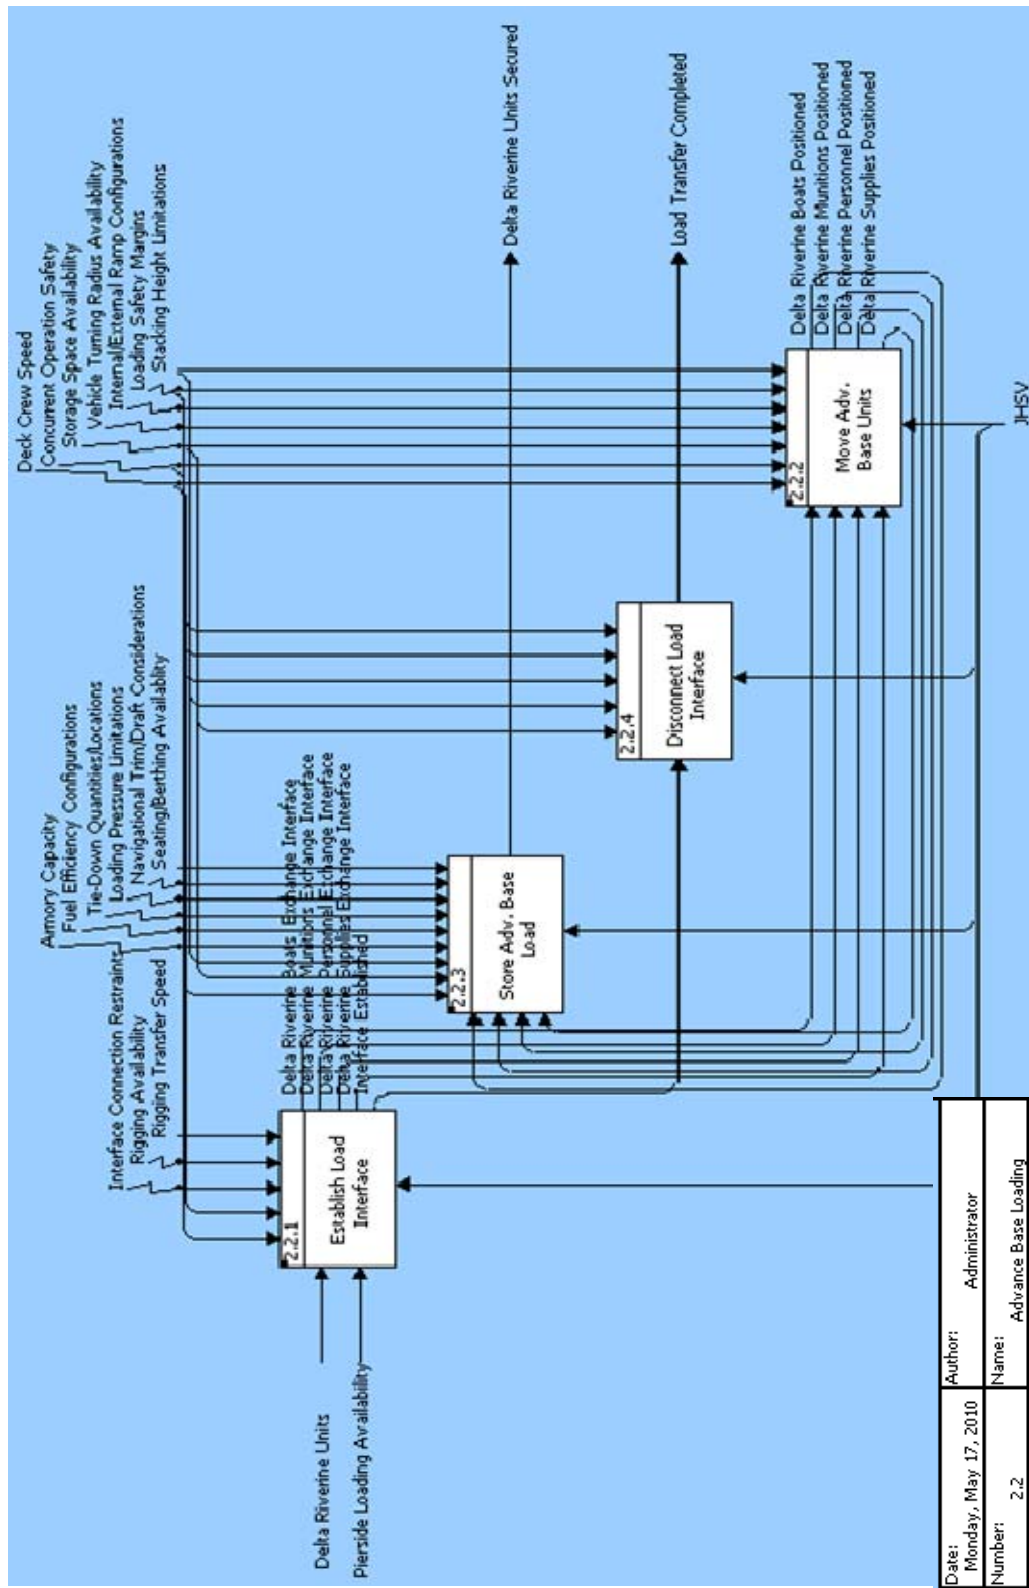 Interface Connection Restraints
Rigging Availability
Rigging Transfer Speed
Armory Capacity
Fuel Efficiency Configurations
Tie-Down Quantities/Locations
Loading Pressure Limitations
Navigational Trim/Draft Considerations
Seating/Berthing Availablity
Deck Crew Speed
Concurrent Operation Safety
Storage Space Availability
Vehicle Turning Radius Availability
Internal/External Ramp Configurations
Loading Safety Margins
Stacking Height Limitations
Delta Riverine Units
Pierside Loading Availability
2.2.1
Establish Load
Interface
Delta Riverine Boats Exchange Interface
Delta Riverine Munitions Exchange Interface
Delta Riverine Personnel Exchange Interface
Delta Riverine Supplies Exchange Interface
Interface Established
2.2.3
Store Adv. Base
Load
Delta Riverine Units Secured
2.2.4
Disconnect Load
Interface
Load Transfer Completed
2.2.2
Move Adv.
Base Units
Delta Riverine Boats Positioned
Delta Riverine Munitions Positioned
Delta Riverine Personnel Positioned
Delta Riverine Supplies Positioned
JHSV
Date:
Monday, May 17, 2010
Author:
Administrator
Number:
2.2
Name:
Advance Base Loading